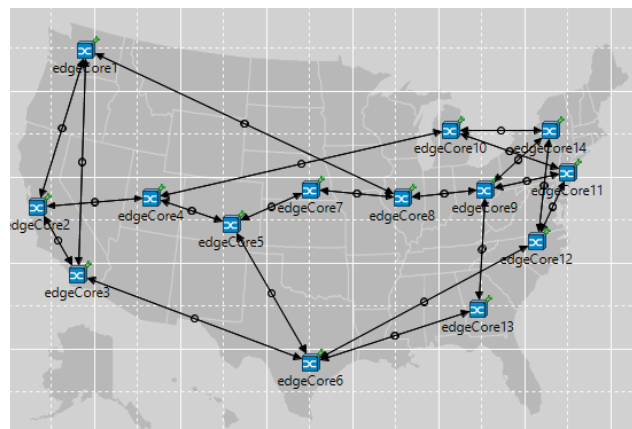 edgeCore1
edgeCore10
edgeCore14
edgeCore11
edgeCore7
edgeCore8
edgeCore9
edgeCore4
edgeCore2
edgeCore5
edgeCore12
edgeCore3
edgeCore13
edgeCore6